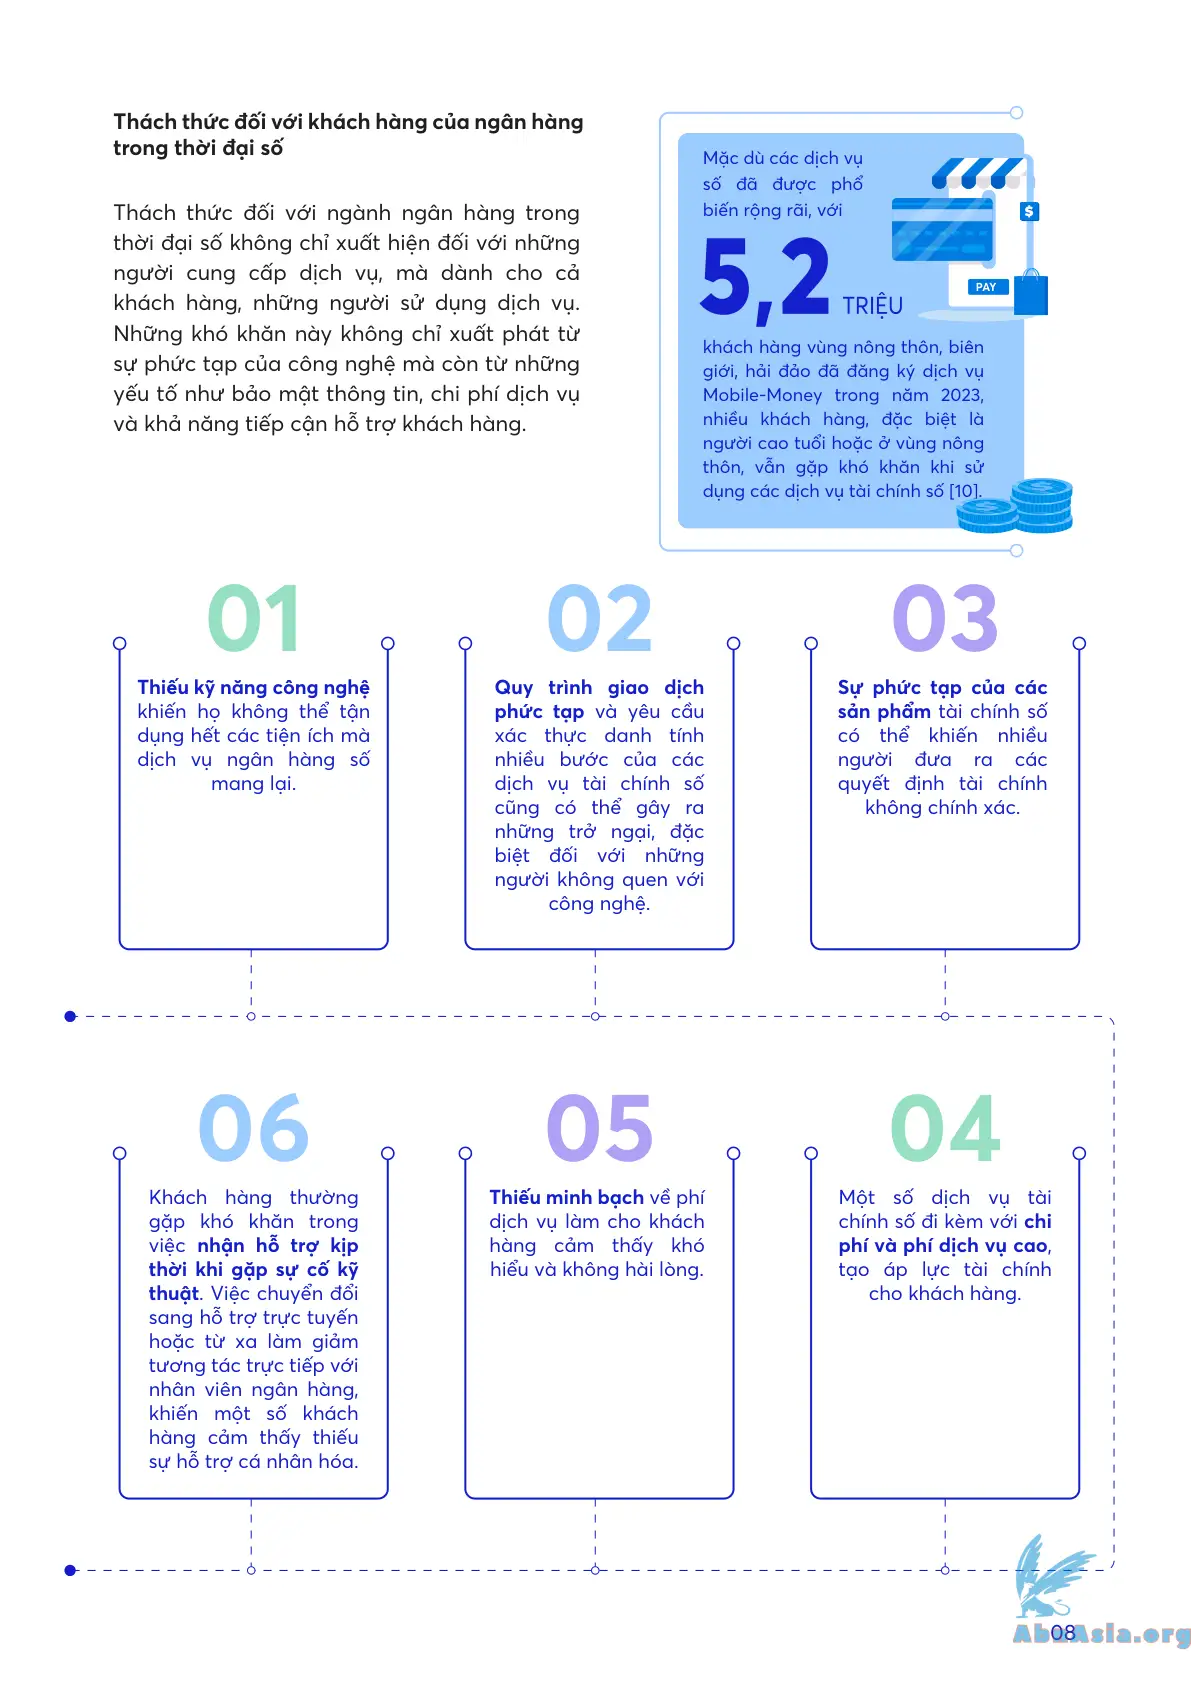 Thách thức đối với khách hàng của ngân hàng
trong thời đại số
Thách thức đối với ngành ngân hàng trong
thời đại số không chỉ xuất hiện đối với những
người cung cấp dịch vụ, mà dành cho cả
khách hàng, những người sử dụng dịch vụ.
Những khó khăn này không chỉ xuất phát từ
sự phức tạp của công nghệ mà còn từ những
yếu tố như bảo mật thông tin, chi phí dịch vụ
và khả năng tiếp cận hỗ trợ khách hàng.
Mặc dù các dịch vụ
số đã được phổ
biến rộng rãi, với
5,2 TRIỆU
$
PAY
khách hàng vùng nông thôn, biên
giới, hải đảo đã đăng ký dịch vụ
Mobile-Money trong năm 2023,
nhiều khách hàng, đặc biệt là
người cao tuổi hoặc ở vùng nông
thôn, vẫn gặp khó khăn khi sử
dụng các dịch vụ tài chính số [10].
01
Thiếu kỹ năng công nghệ
khiến họ không thể tận
dụng hết các tiện ích mà
dịch vụ ngân hàng số
mang lại.
02
Quy trình giao dịch
phức tạp và yêu cầu
xác thực danh tính
nhiều bước của các
dịch vụ tài chính số
cũng có thể gây ra
những trở ngại, đặc
biệt đối với những
người không quen với
công nghệ.
03
Sự phức tạp của các
sản phẩm tài chính số
có thể khiến nhiều
người đưa ra các
quyết định tài chính
không chính xác.
04
Một số dịch vụ tài
chính số đi kèm với chi
phí và phí dịch vụ cao,
tạo áp lực tài chính
cho khách hàng.
05
Thiếu minh bạch về phí
dịch vụ làm cho khách
hàng cảm thấy khó
hiểu và không hài lòng.
06
Khách hàng thường
gặp khó khăn trong
việc nhận hỗ trợ kịp
thời khi gặp sự cố kỹ
thuật. Việc chuyển đổi
sang hỗ trợ trực tuyến
hoặc từ xa làm giảm
tương tác trực tiếp với
nhân viên ngân hàng,
khiến một số khách
hàng cảm thấy thiếu
sự hỗ trợ cá nhân hóa.
08